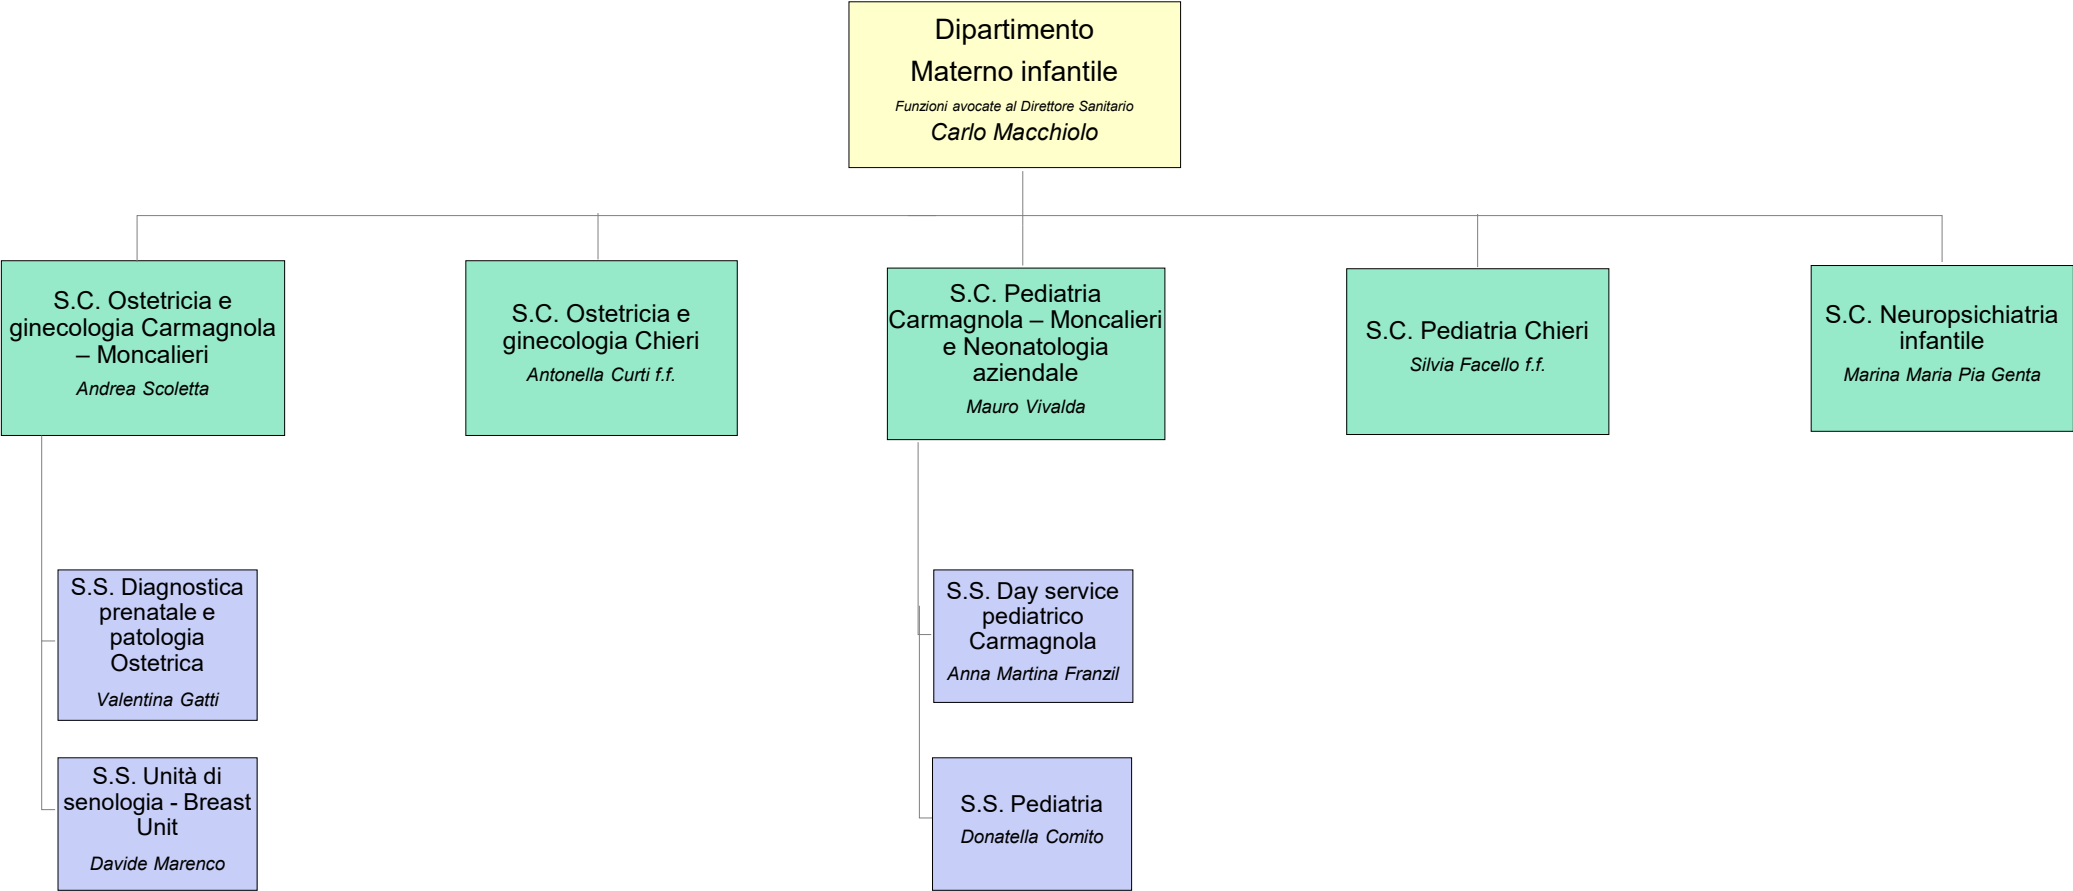 Dipartimento
Materno infantile
Funzioni avocate al Direttore Sanitario
Carlo Macchiolo
S.C. Ostetricia e
ginecologia Carmagnola
– Moncalieri
Andrea Scoletta
S.C. Ostetricia e
ginecologia Chieri
Antonella Curti f.f.
S.C. Pediatria
Carmagnola – Moncalieri
e Neonatologia
aziendale
Mauro Vivalda
S.C. Pediatria Chieri
Silvia Facello f.f.
S.C. Neuropsichiatria
infantile
Marina Maria Pia Genta
S.S. Diagnostica
prenatale e
patologia
Ostetrica
Valentina Gatti
S.S. Unità di
senologia - Breast
Unit
Davide Marenco
S.S. Day service
pediatrico
Carmagnola
Anna Martina Franzil
S.S. Pediatria
Donatella Comito